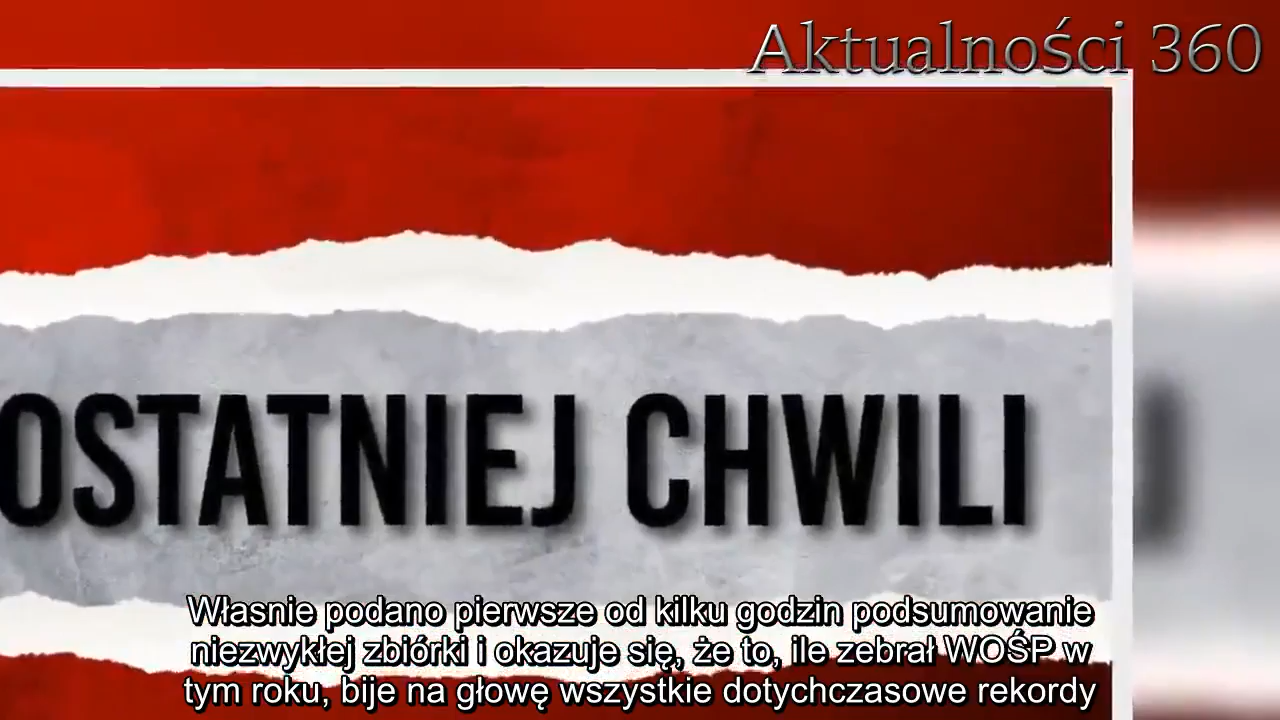 Aktualności 360
OSTATNIEJ CHWILI
Własnie podano pierwsze od kilku godzin podsumowanie
niezwykłej zbiórki i okazuje się, że to, ile zebrał WOŚP w
tym roku, bije na głowę wszystkie dotychczasowe rekordy